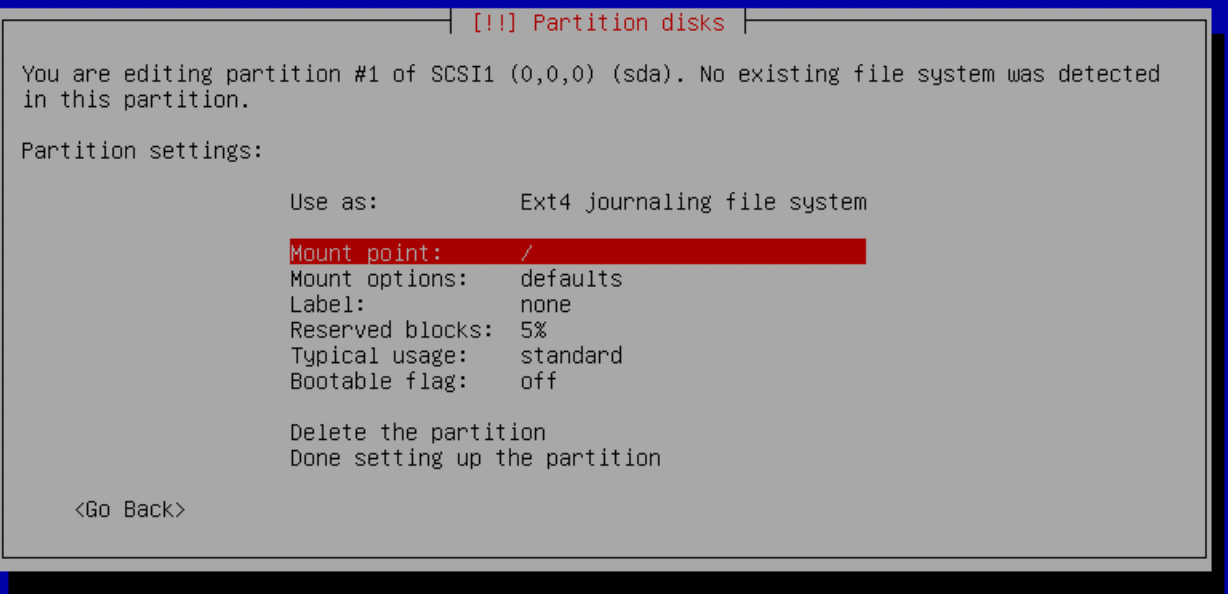 [!!] Partition disks
You are editing partition #1 of SCSI1 (0,0,0) (sda). No existing file system was detected
in this partition.
Partition settings:
Use as: Ext4 journaling file system
Mount point: /
Mount options: defaults
Label: none
Reserved blocks: 5%
Typical usage: standard
Bootable flag: off
Delete the partition
Done setting up the partition
<Go Back>